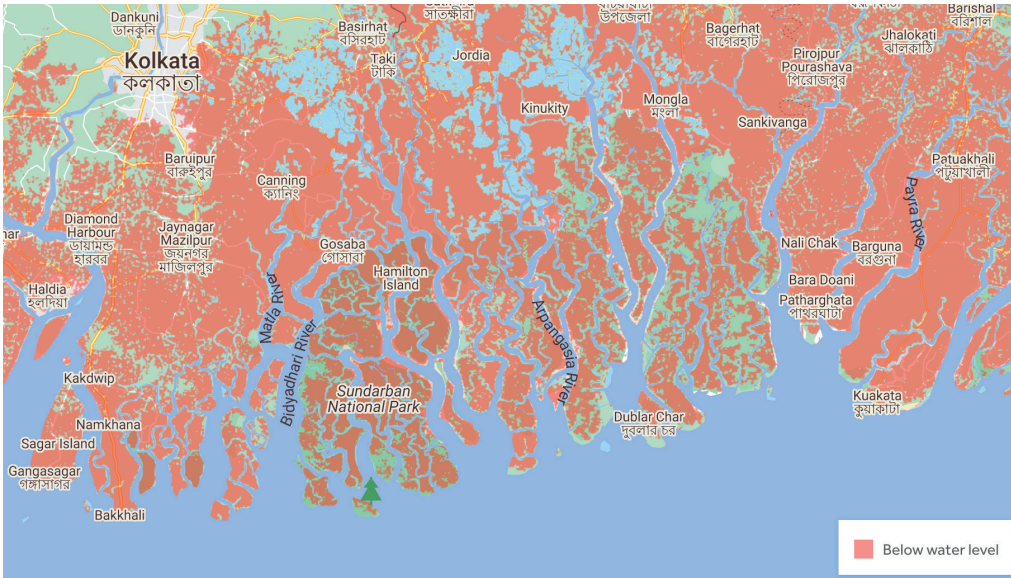 Dankuni
ডানকুনি
সাতক্ষীরা
উপজেলা
Barishal
বরিশাল
Basirhat
বসিরহাট
Bagerhat
বাগেরহাট
Jhalokati
ঝালকাঠি
Kolkata
কলকাতা
Taki
টাকি
Jordia
Pirojpur
Pourashava
পিরোজপুর
Kinukity
Mongla
মংলা
Sankivanga
Baruipur
বারুইপুর
Patuakhali
পটুয়াখালী
Canning
ক্যানিং
Payra River
Diamond
Harbour
ডায়মন্ড
হারবার
Jaynagar
Mazilpur
জয়নগর
মাজিলপুর
Gosaba
গোসাবা
Nali Chak
Barguna
বরগুনা
Hamilton
Island
Bara Doani
Haldia
হলদিয়া
Matla River
Arpangasia River
Patharghata
পাথরঘাটা
Bidyadhari River
Kakdwip
Sundarban
National Park
Kuakata
কুয়াকাটা
Namkhana
Dublar Char
দুবলার চর
Sagar Island
Gangasagar
গঙ্গাসাগর
Bakkhali
Below water level